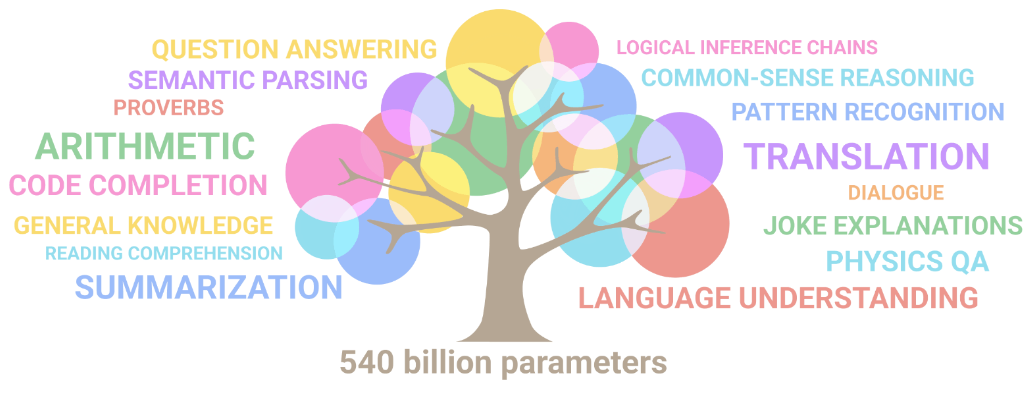 QUESTION ANSWERING
SEMANTIC PARSING
PROVERBS
ARITHMETIC
CODE COMPLETION
GENERAL KNOWLEDGE
READING COMPREHENSION
SUMMARIZATION
LOGICAL INFERENCE CHAINS
COMMON-SENSE REASONING
PATTERN RECOGNITION
TRANSLATION
DIALOGUE
JOKE EXPLANATIONS
PHYSICS QA
LANGUAGE UNDERSTANDING
540 billion parameters